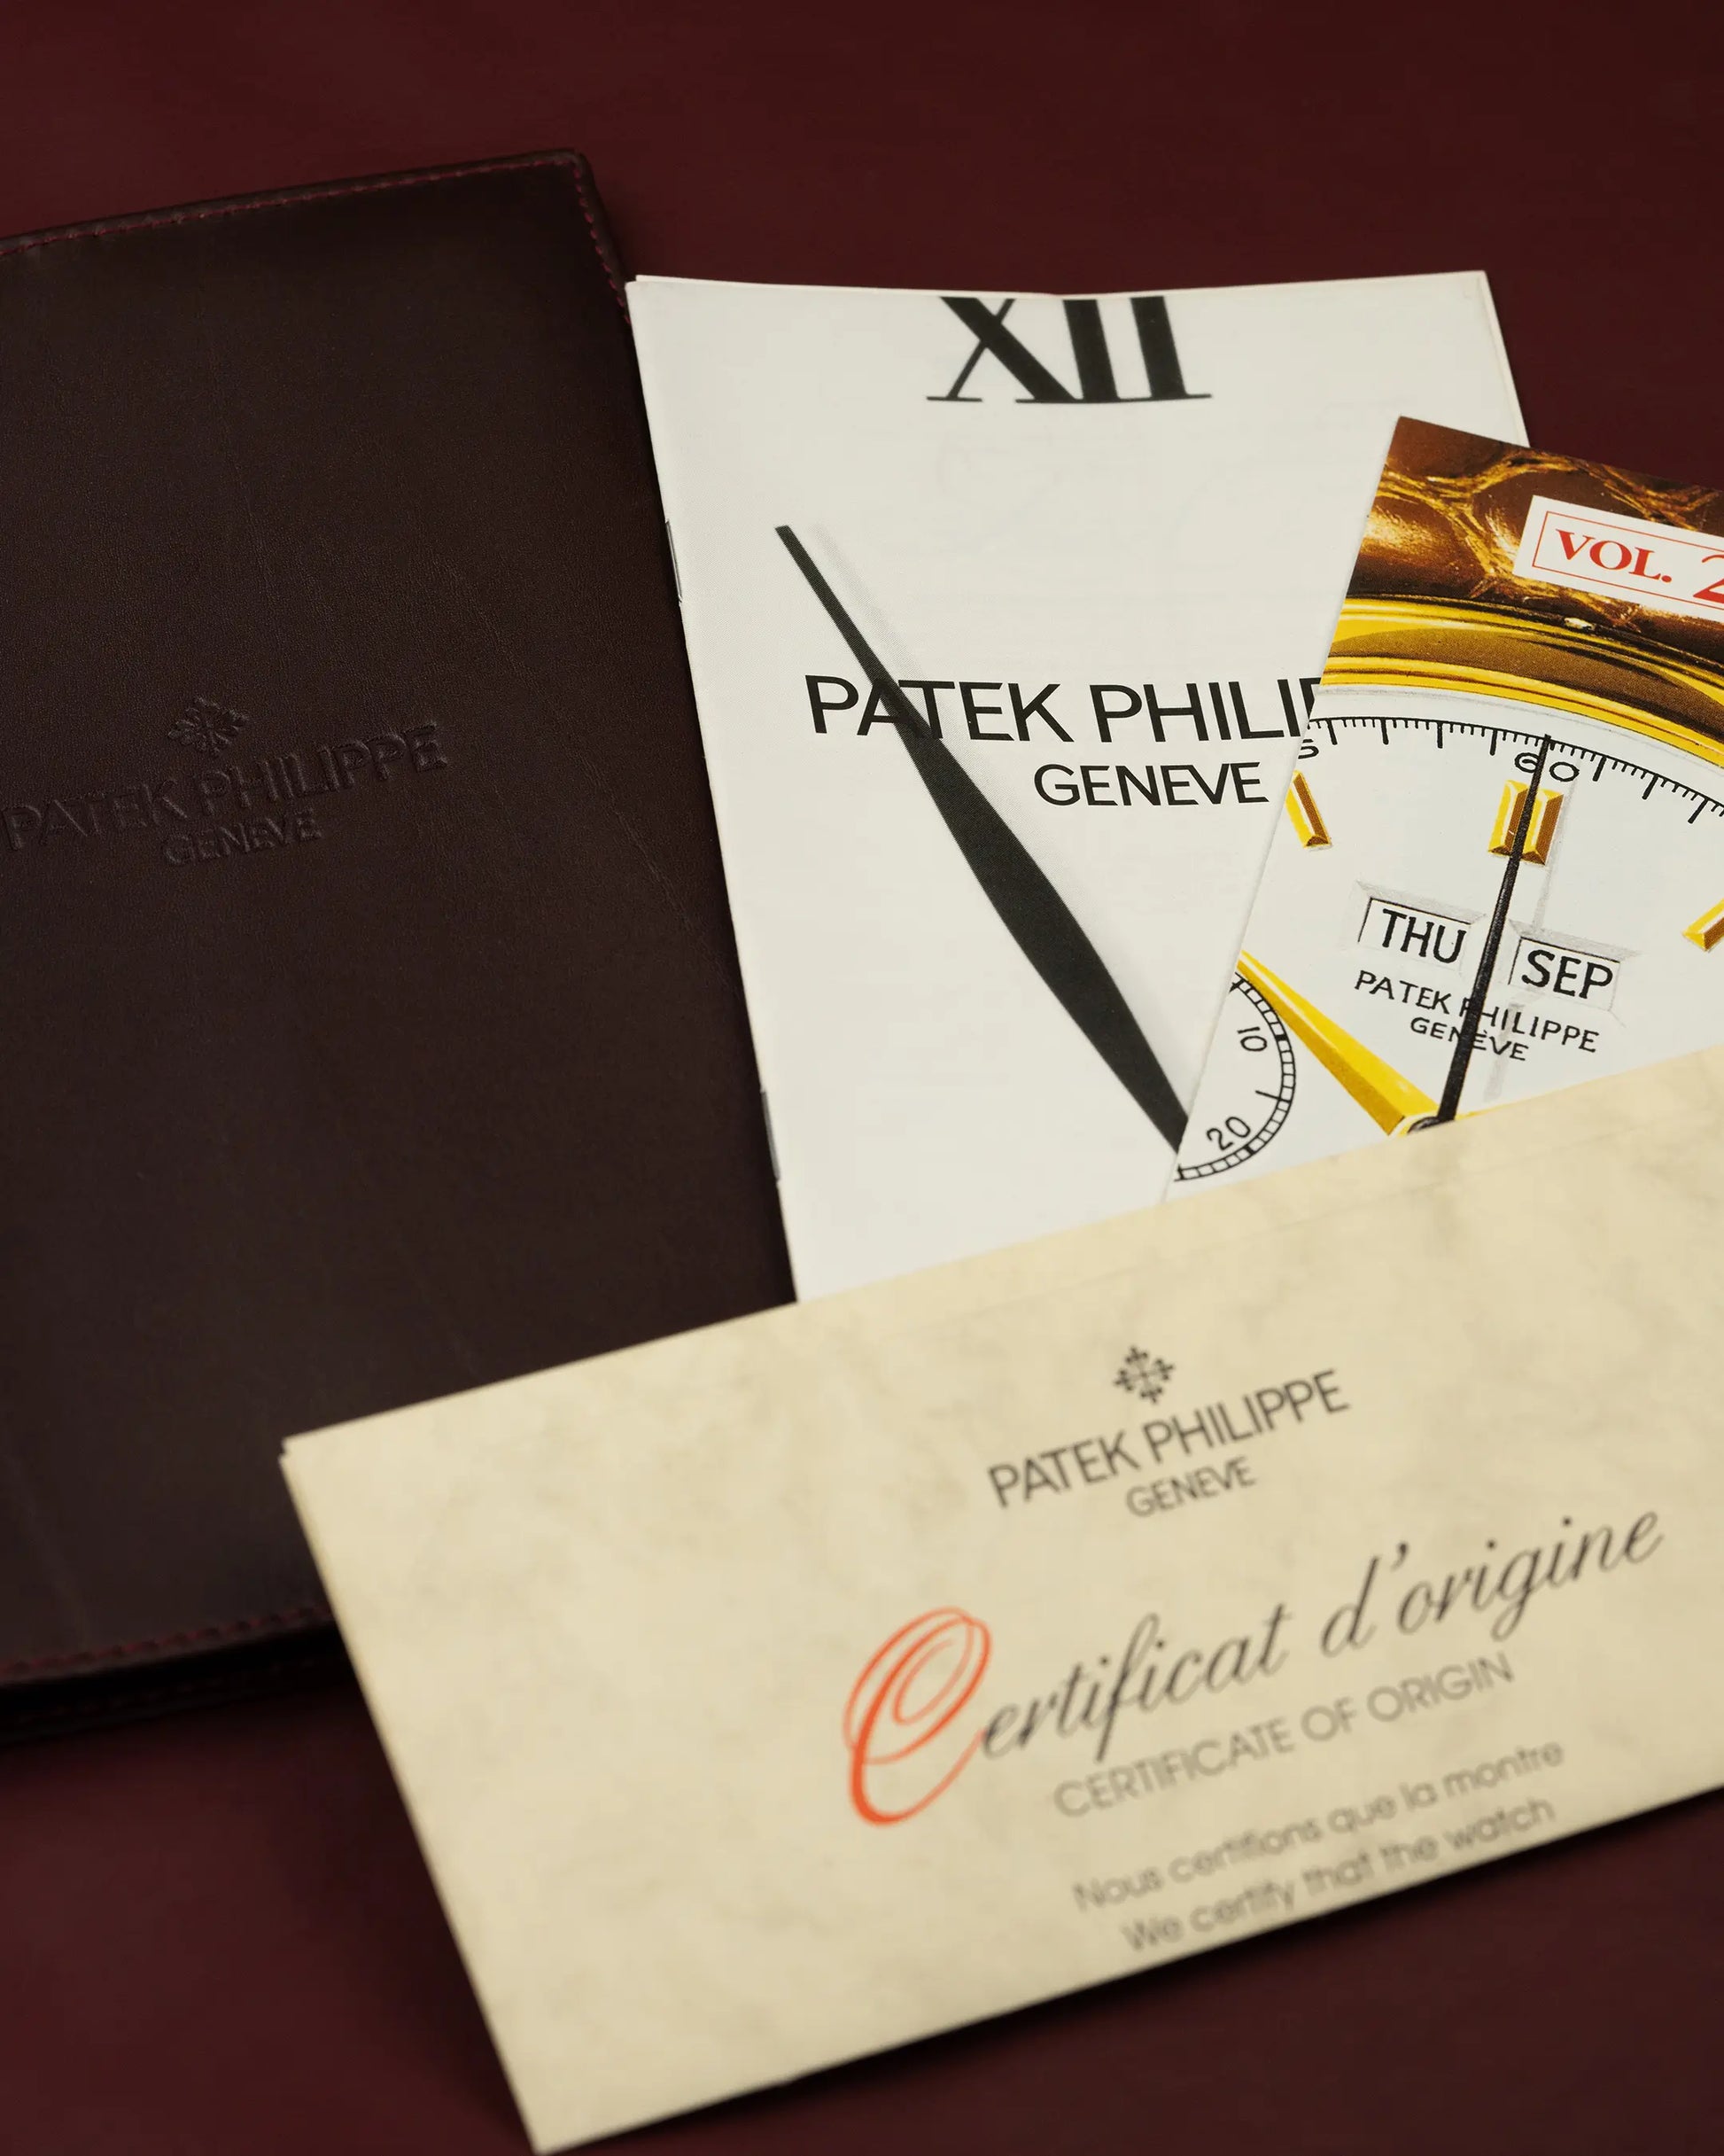 PATEK PHILIPPE
GENEVE
XII
PATEK PHILIP
GENEVE
VOL. 2
60
THU SEP
PATEK PHILIPPE
GENÈVE
10
20
PATEK PHILIPPE
GENEVE
Certificat d'origine
CERTIFICATE OF ORIGIN
Nous certifions que la montre
We certify that the watch